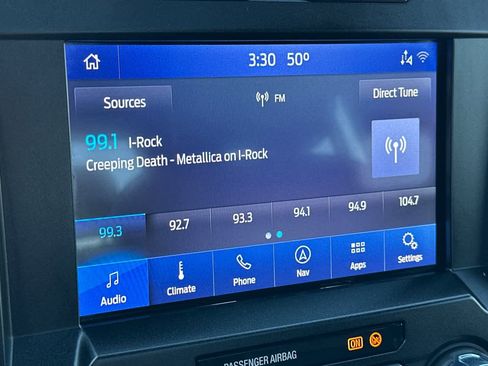 3:30 50°
Sources
FM
Direct Tune
99.1 I-Rock
Creeping Death - Metallica on I-Rock
99.3 92.7 93.3 94.1 94.9 104.7
Audio Climate Phone Nav Apps Settings
PASSENGER AIRBAG ON